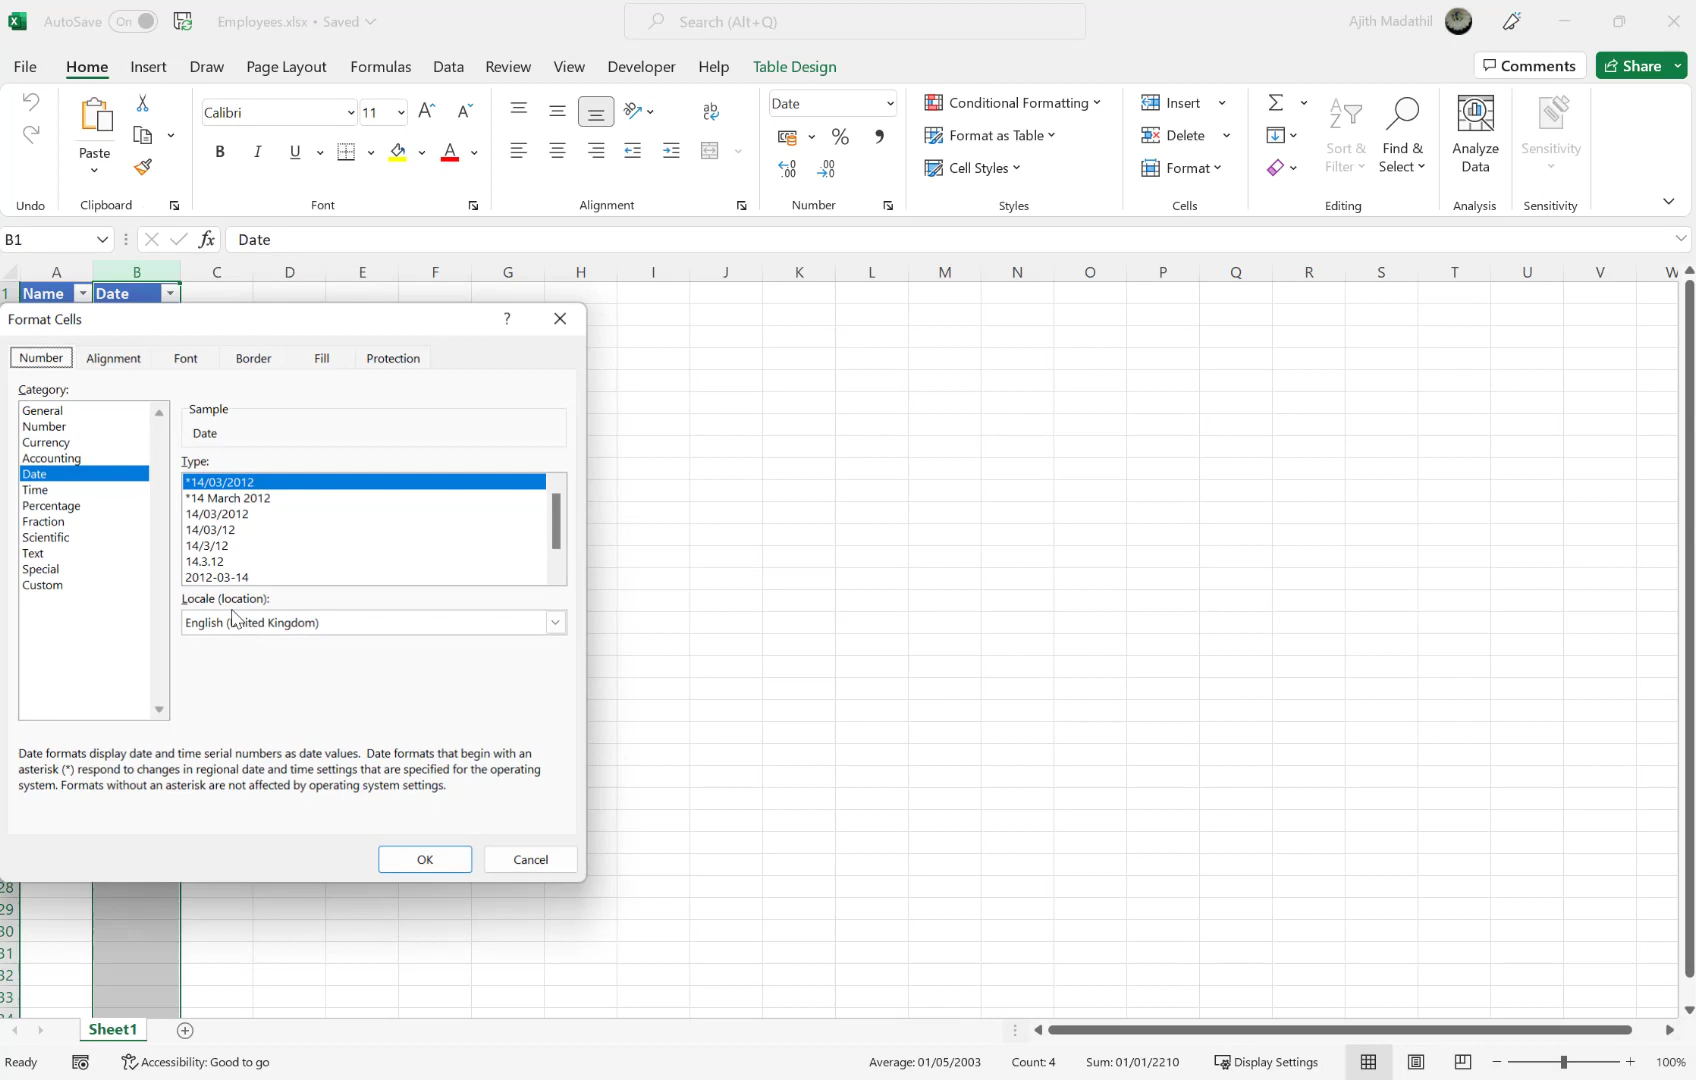 AutoSave On Employees.xlsx • Saved Search (Alt+Q) Ajith Madathil
File Home Insert Draw Page Layout Formulas Data Review View Developer Help Table Design Comments Share
Paste
Calibri 11
B I U A
ab
Date
% ,
Conditional Formatting
Format as Table
Cell Styles
Insert
Delete
Format
Sort &
Filter
Find &
Select
Analyze
Data
Sensitivity
Undo Clipboard Font Alignment Number Styles Cells Editing Analysis Sensitivity
B1 fx Date
A B C D E F G H I J K L M N O P Q R S T U V W
1 Name Date
Format Cells ?
Number Alignment Font Border Fill Protection
Category:
General
Number
Currency
Accounting
Date
Time
Percentage
Fraction
Scientific
Text
Special
Custom
Sample
Date
Type:
*14/03/2012
*14 March 2012
14/03/2012
14/03/12
14/3/12
14.3.12
2012-03-14
Locale (location):
English (United Kingdom)
Date formats display date and time serial numbers as date values. Date formats that begin with an
asterisk (*) respond to changes in regional date and time settings that are specified for the operating
system. Formats without an asterisk are not affected by operating system settings.
OK Cancel
28
29
30
31
32
33
Sheet1
Ready Accessibility: Good to go Average: 01/05/2003 Count: 4 Sum: 01/01/2210 Display Settings 100%